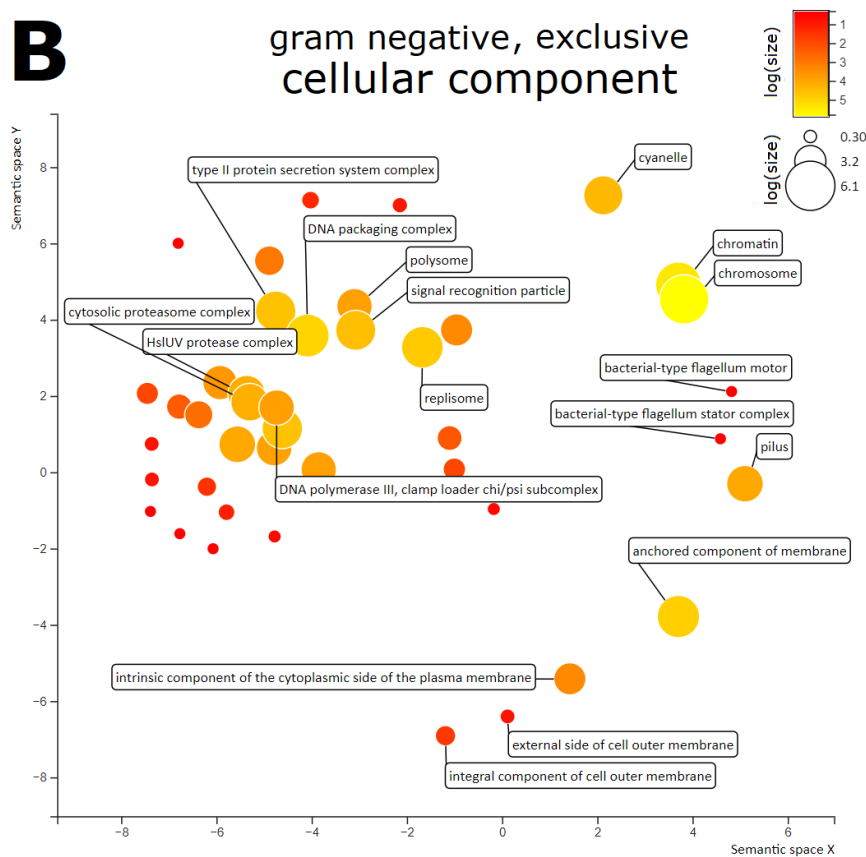 B
gram negative, exclusive
cellular component
log(size)
1
2
3
4
5
log(size)
0.30
3.2
6.1
Semantic space Y
8
6
4
2
0
−2
−4
−6
−8
type II protein secretion system complex
cyanelle
DNA packaging complex
chromatin
polysome
chromosome
signal recognition particle
cytosolic proteasome complex
HslUV protease complex
bacterial-type flagellum motor
replisome
bacterial-type flagellum stator complex
pilus
DNA polymerase III, clamp loader chi/psi subcomplex
anchored component of membrane
intrinsic component of the cytoplasmic side of the plasma membrane
external side of cell outer membrane
integral component of cell outer membrane
−8 −6 −4 −2 0 2 4 6
Semantic space X